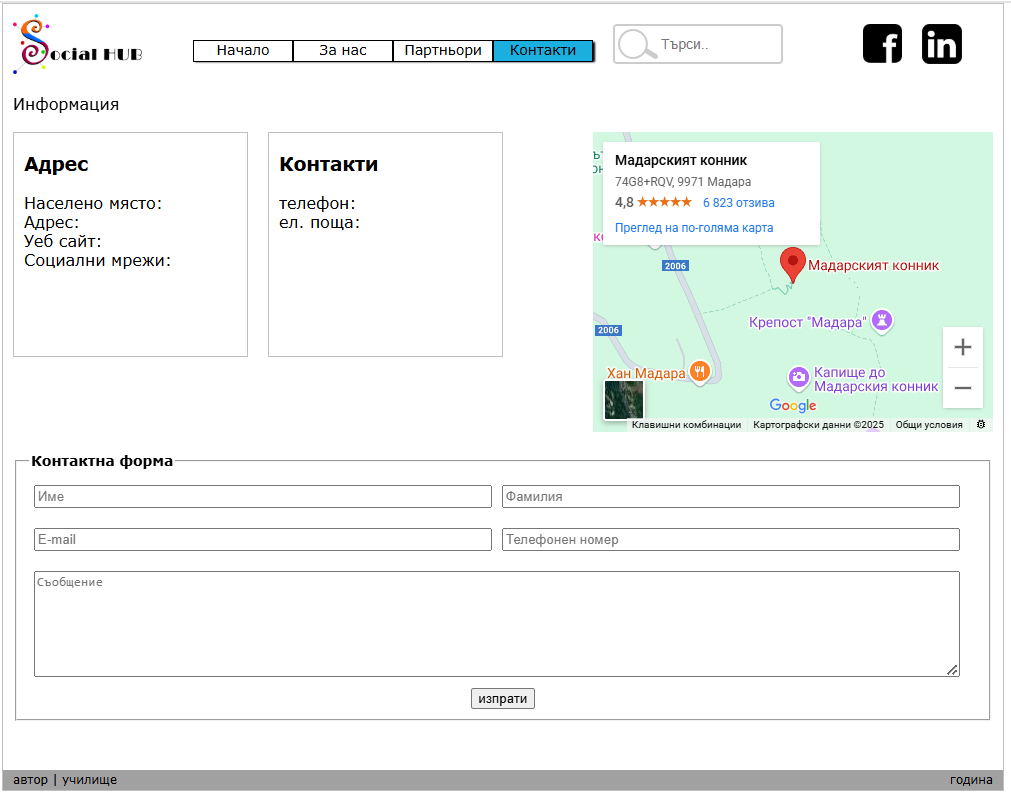 Social HUB
Начало
За нас
Партньори
Контакти
Търси..
Информация
Адрес
Населено място:
Адрес:
Уеб сайт:
Социални мрежи:
Контакти
телефон:
ел. поща:
Мадарският конник
74G8+RQV, 9971 Мадара
4,8 ★★★★★ 6 823 отзива
Преглед на по-голяма карта
2006
Мадарският конник
Крепост "Мадара"
2006
Хан Мадара
Капище до
Мадарския конник
Google
Клавишни комбинации
Картографски данни ©2025
Общи условия
Контактна форма
Име
Фамилия
E-mail
Телефонен номер
Съобщение
изпрати
автор | училище
година